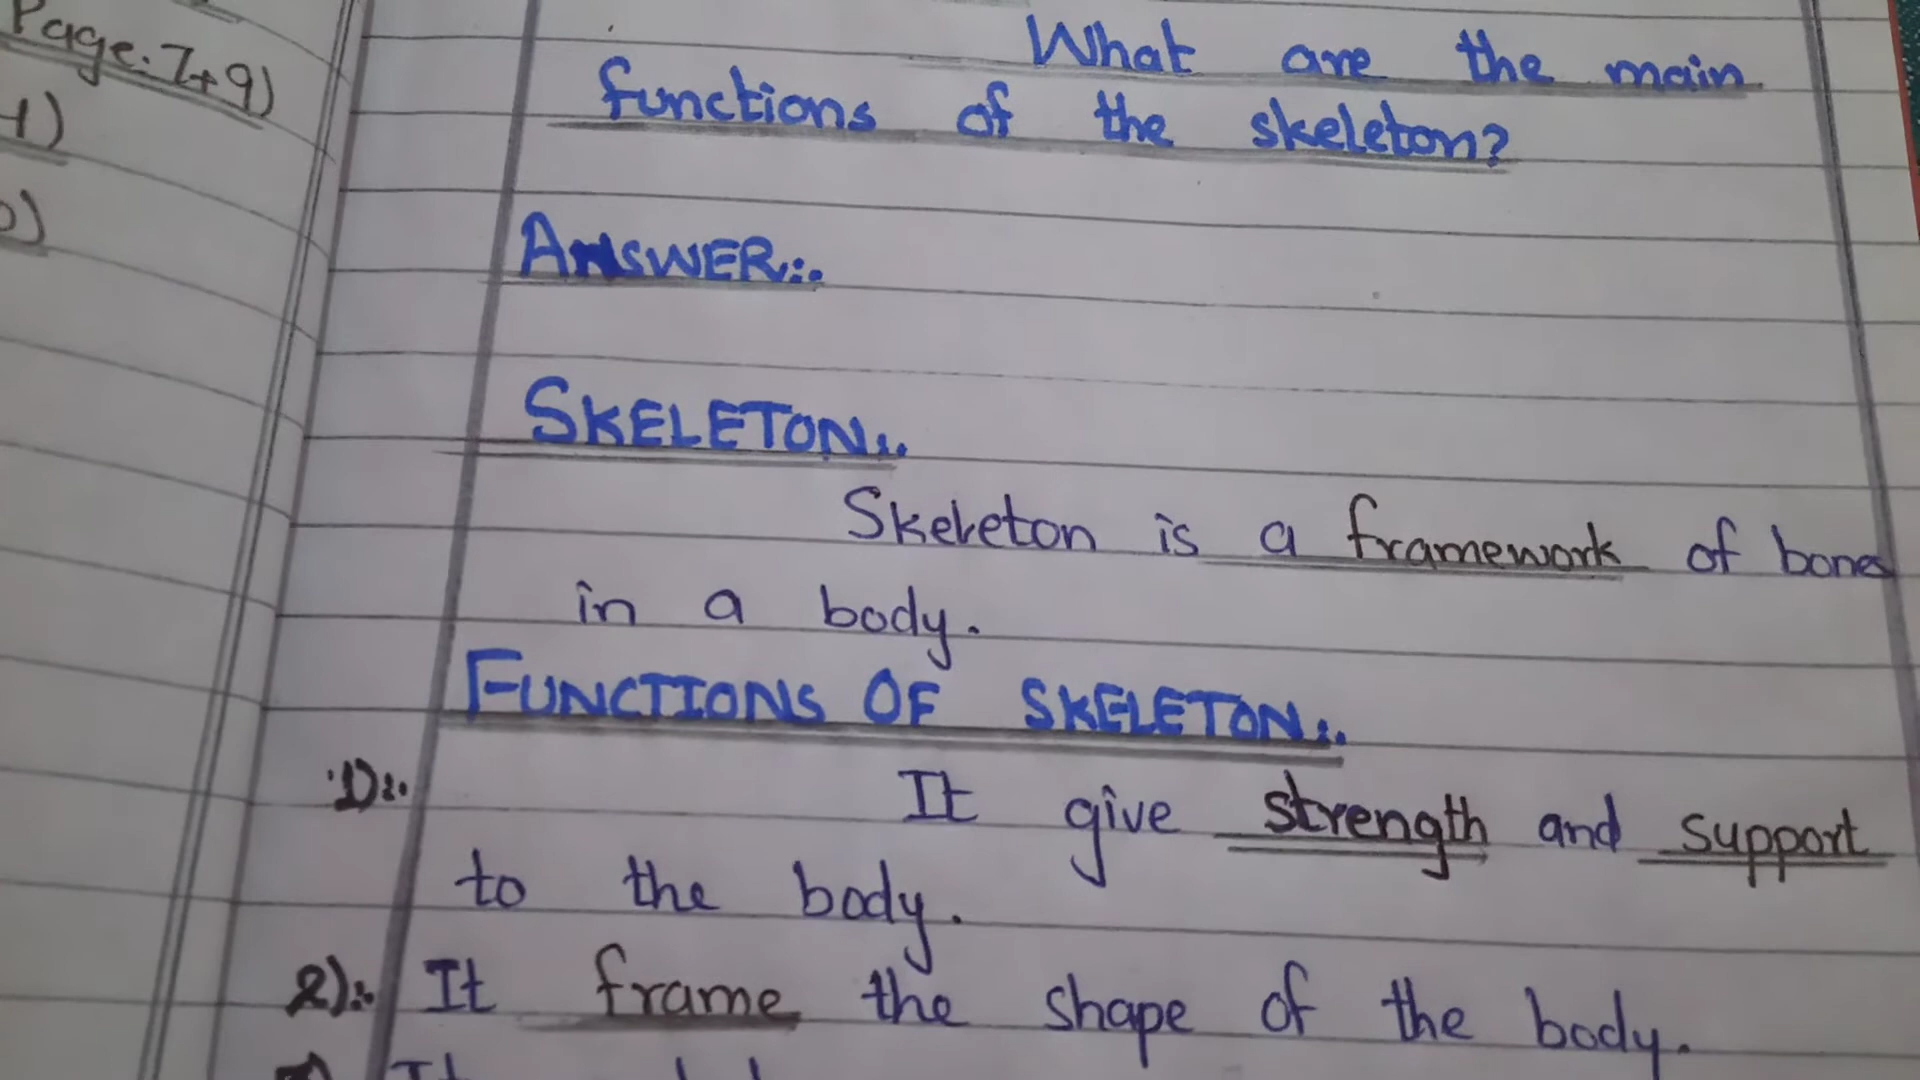 Page. 7+9)
What are the main
functions of the skeleton?
ANSWER:.
SKELETON:.
Skeleton is a framework of bones
in a body.
FUNCTIONS OF SKELETON:.
1):. It give strength and support
to the body.
2):. It frame the shape of the body.
It